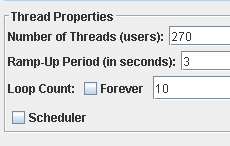 Thread Properties
Number of Threads (users): 270
Ramp-Up Period (in seconds): 3
Loop Count: Forever 10
Scheduler